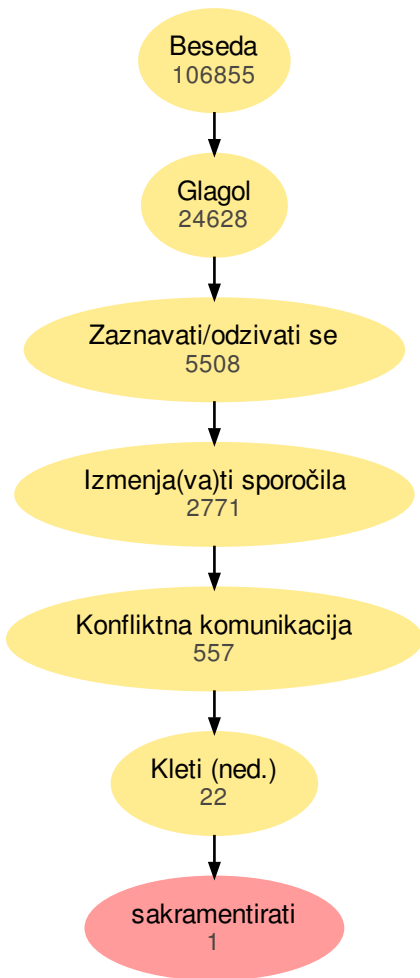 Beseda
106855
Glagol
24628
Zaznavati/odzivati se
5508
Izmenja(va)ti sporočila
2771
Konfliktna komunikacija
557
Kleti (ned.)
22
sakramentirati
1